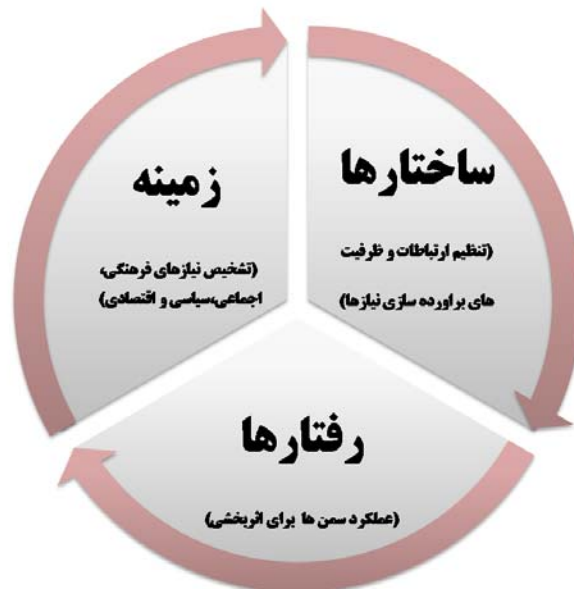 ساختارها
(تنظیم ارتباطات و ظرفیت
های براورده سازی نیازها)
رفتارها
(عملکرد سمن ها برای اثربخشی)
زمینه
(تشخیص نیازهای فرهنگی،
اجماعی،سیاسی و اقتصادی)